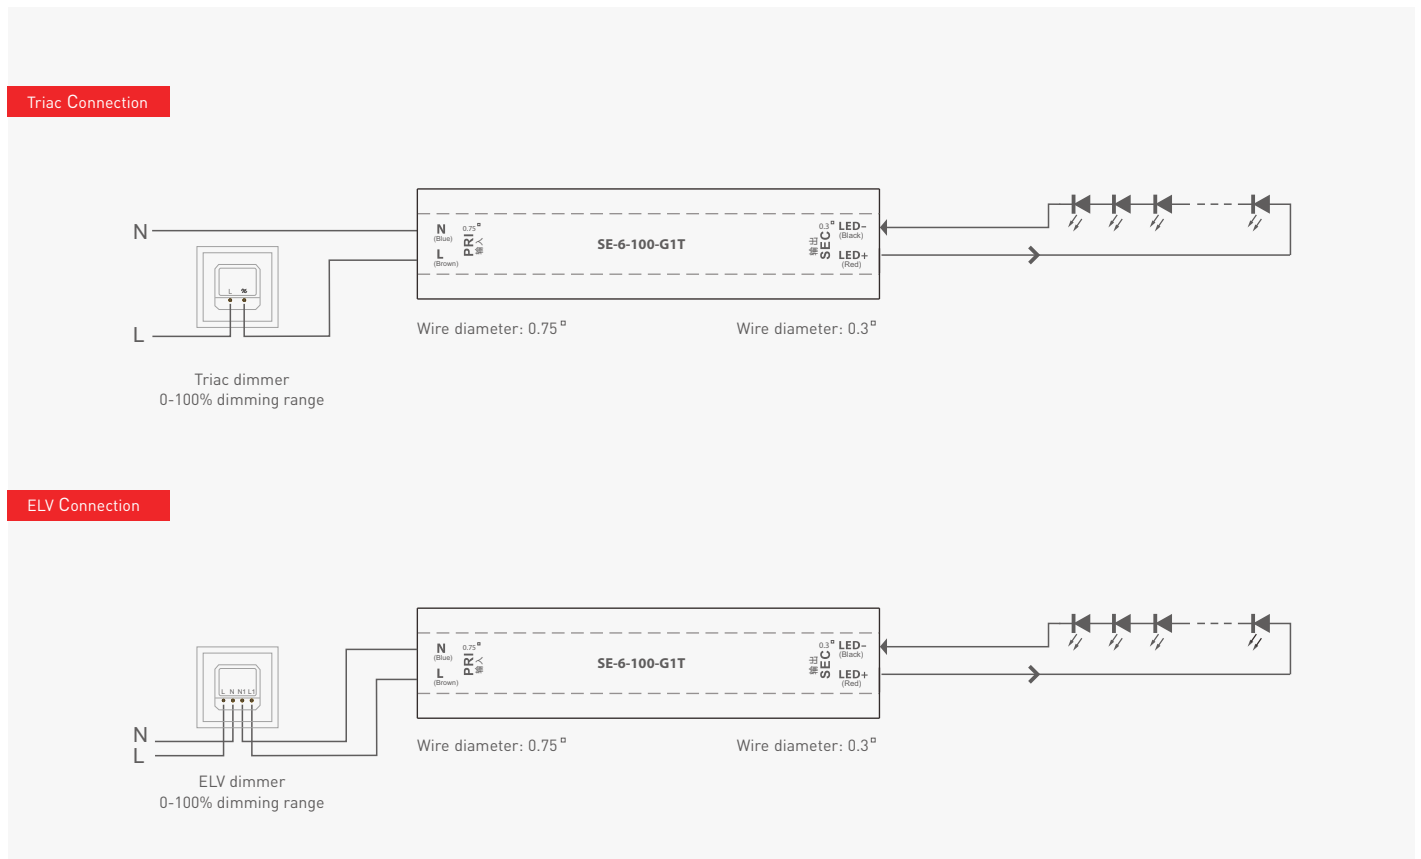 Triac Connection
N
L
L
Triac dimmer
0-100% dimming range
N
(Blue)
L
(Brown)
0.75
PRI
输入
SE-6-100-G1T
0.3
SEC
输出
LED–
(Black)
LED+
(Red)
Wire diameter: 0.75
Wire diameter: 0.3
ELV Connection
L N N1 L1
N
L
ELV dimmer
0-100% dimming range
N
(Blue)
L
(Brown)
0.75
PRI
输入
SE-6-100-G1T
0.3
SEC
输出
LED–
(Black)
LED+
(Red)
Wire diameter: 0.75
Wire diameter: 0.3